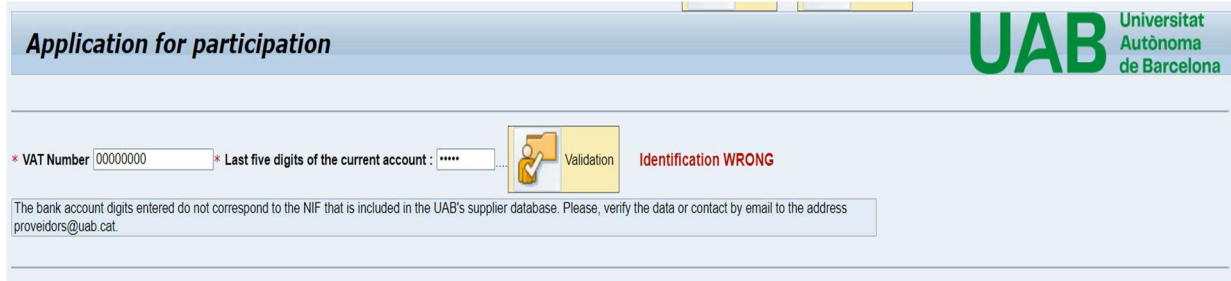 Application for participation
UAB Universitat
Autònoma
de Barcelona
* VAT Number 00000000 * Last five digits of the current account : ••••• ... Validation Identification WRONG
The bank account digits entered do not correspond to the NIF that is included in the UAB's supplier database. Please, verify the data or contact by email to the address
proveidors@uab.cat.